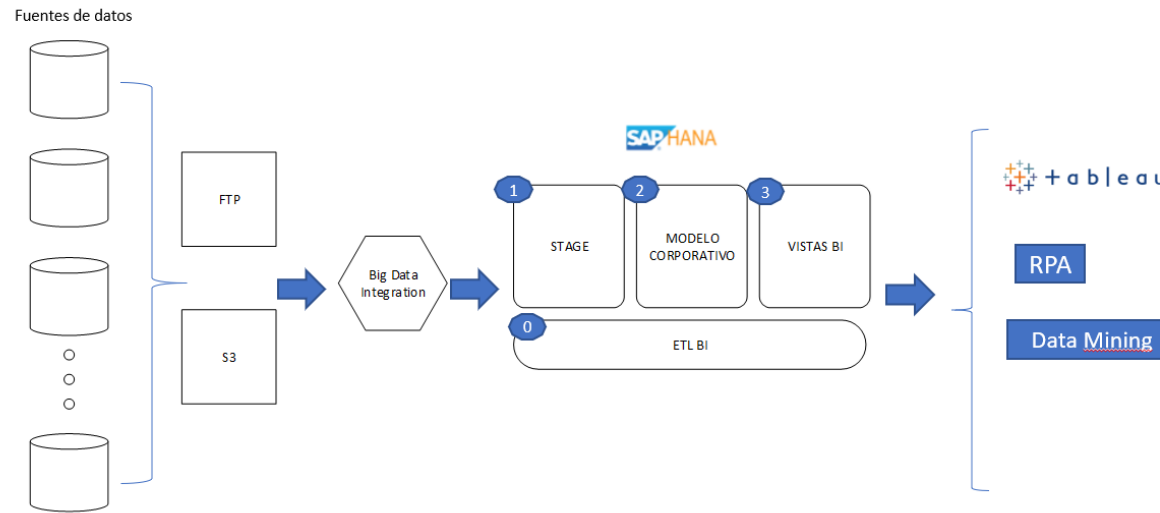 Fuentes de datos
FTP
S3
Big Data
Integration
SAP HANA
1
2
3
STAGE
MODELO
CORPORATIVO
VISTAS BI
0
ETL BI
+ableau
RPA
Data Mining